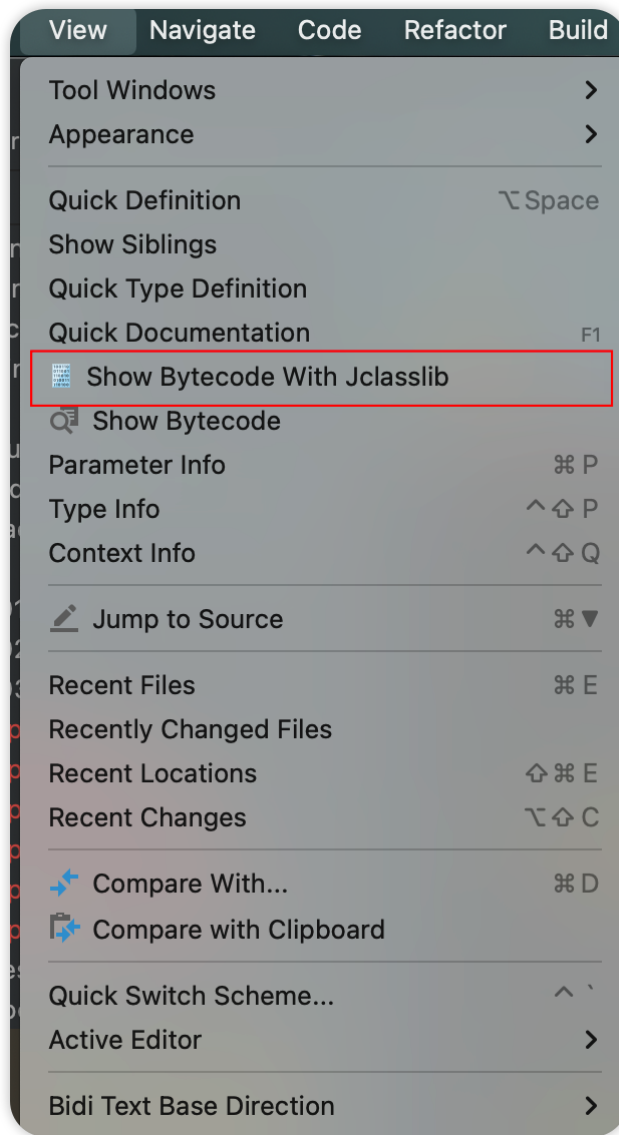 View Navigate Code Refactor Build
Tool Windows
Appearance
Quick Definition ⌥ Space
Show Siblings
Quick Type Definition
Quick Documentation F1
Show Bytecode With Jclasslib
Show Bytecode
Parameter Info ⌘ P
Type Info ^ ⇧ P
Context Info ^ ⇧ Q
Jump to Source ⌘ ▼
Recent Files ⌘ E
Recently Changed Files
Recent Locations ⇧ ⌘ E
Recent Changes ⌥ ⇧ C
Compare With... ⌘ D
Compare with Clipboard
Quick Switch Scheme... ^ `
Active Editor
Bidi Text Base Direction